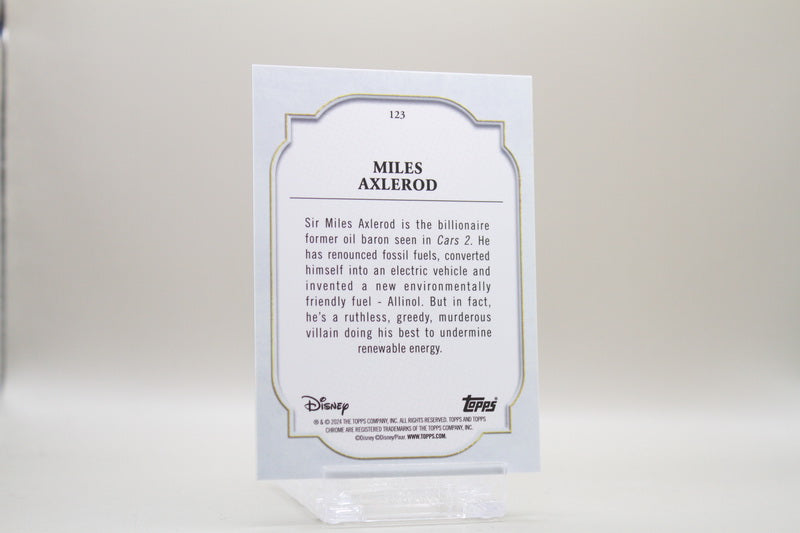 123
MILES
AXLEROD
Sir Miles Axlerod is the billionaire
former oil baron seen in Cars 2. He
has renounced fossil fuels, converted
himself into an electric vehicle and
invented a new environmentally
friendly fuel - Allinol. But in fact,
he's a ruthless, greedy, murderous
villain doing his best to undermine
renewable energy.
Disney
topps
® & © 2024 THE TOPPS COMPANY, INC. ALL RIGHTS RESERVED. TOPPS AND TOPPS
CHROME ARE REGISTERED TRADEMARKS OF THE TOPPS COMPANY, INC.
©Disney ©Disney/Pixar. WWW.TOPPS.COM.